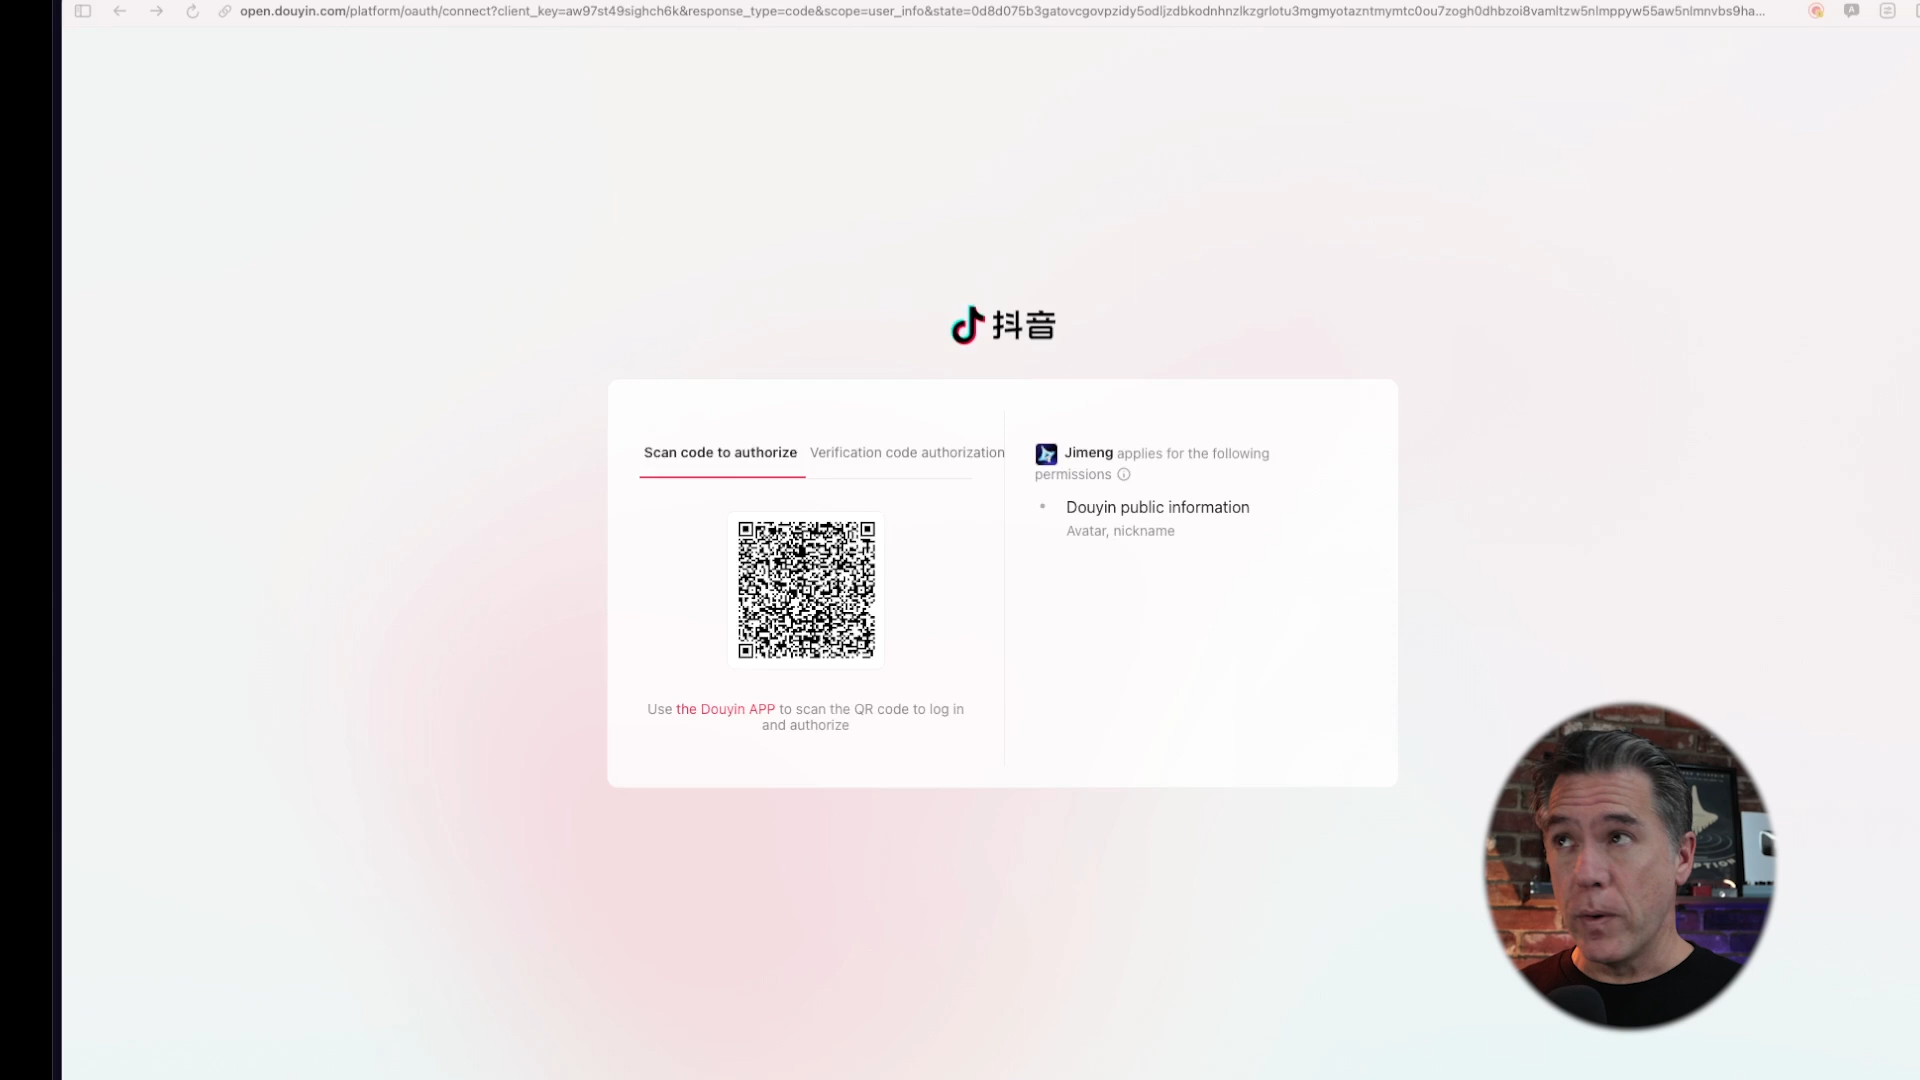 open.douyin.com/platform/oauth/connect?client_key=aw97st49sighch6k&response_type=code&scope=user_info&state=0d8d075b3gatovcgovpzidy5odljzdbkodnhnzlkzgrlotu3mgmyotazntmymtc0ou7zogh0dhbzoi8vamltzw5nlmppyw55aw5nlmnvbs9ha...
抖音
Scan code to authorize Verification code authorization
Use the Douyin APP to scan the QR code to log in
and authorize
Jimeng applies for the following
permissions
Douyin public information
Avatar, nickname